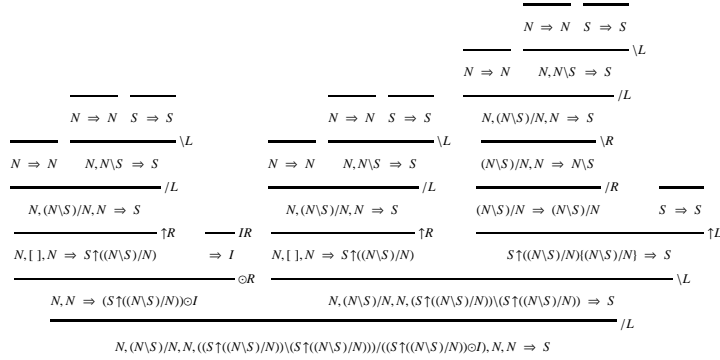 N ⇒ N S ⇒ S
\L
N ⇒ N N, N\S ⇒ S
/L
N ⇒ N S ⇒ S N ⇒ N S ⇒ S N, (N\S)/N, N ⇒ S
\L \L \R
N ⇒ N N, N\S ⇒ S N ⇒ N N, N\S ⇒ S (N\S)/N, N ⇒ N\S
/L /L /R
N, (N\S)/N, N ⇒ S N, (N\S)/N, N ⇒ S (N\S)/N ⇒ (N\S)/N S ⇒ S
↑R IR ↑R ↑L
N, [ ], N ⇒ S↑((N\S)/N) ⇒ I N, [ ], N ⇒ S↑((N\S)/N) S↑((N\S)/N){(N\S)/N} ⇒ S
⊙R \L
N, N ⇒ (S↑((N\S)/N))⊙I N, (N\S)/N, N, (S↑((N\S)/N))\(S↑((N\S)/N)) ⇒ S
/L
N, (N\S)/N, N, ((S↑((N\S)/N))\(S↑((N\S)/N)))/((S↑((N\S)/N))⊙I), N, N ⇒ S